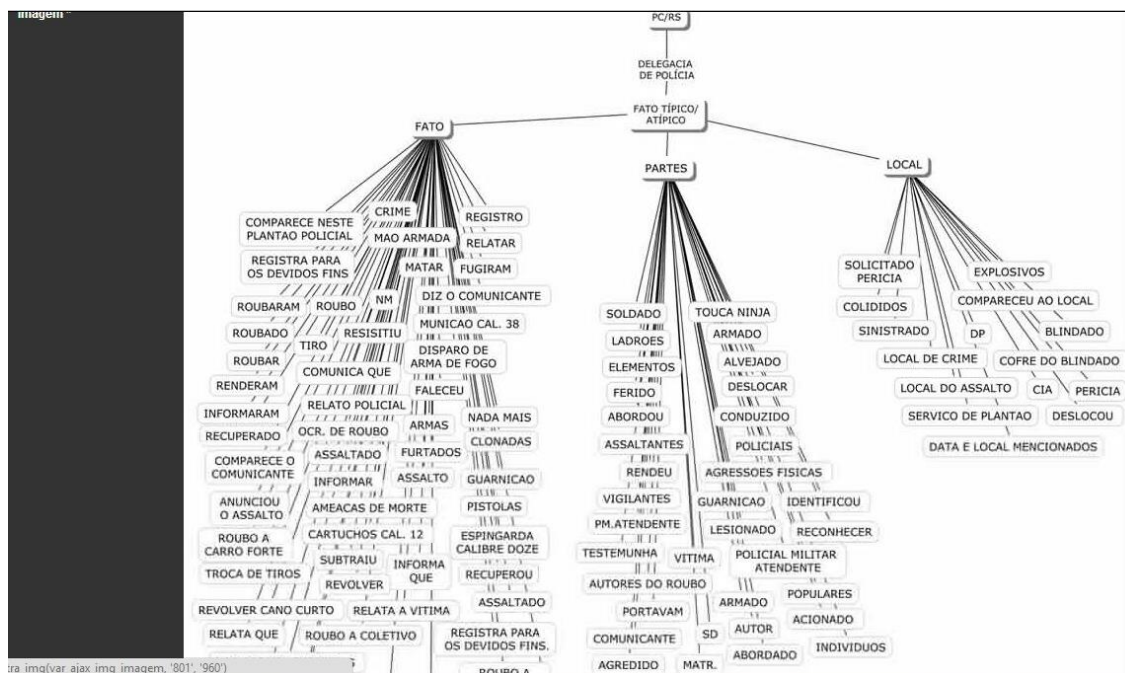 imagem
PC/RS
DELEGACIA
DE POLÍCIA
FATO TÍPICO/
ATÍPICO
FATO
PARTES
LOCAL
COMPARECE NESTE
PLANTAO POLICIAL
CRIME
REGISTRO
MAO ARMADA
RELATAR
REGISTRA PARA
OS DEVIDOS FINS
MATAR
FUGIRAM
ROUBARAM
ROUBO
NM
DIZ O COMUNICANTE
ROUBADO
RESISITIU
MUNICAO CAL. 38
TIRO
ROUBAR
COMUNICA QUE
DISPARO DE
ARMA DE FOGO
RENDERAM
FALECEU
INFORMARAM
RELATO POLICIAL
NADA MAIS
RECUPERADO
OCR. DE ROUBO
ARMAS
CLONADAS
COMPARECE O
COMUNICANTE
ASSALTADO
FURTADOS
INFORMAR
ASSALTO
GUARNICAO
ANUNCIOU
O ASSALTO
AMEACAS DE MORTE
PISTOLAS
ROUBO A
CARRO FORTE
CARTUCHOS CAL. 12
ESPINGARDA
CALIBRE DOZE
TROCA DE TIROS
SUBTRAIU
INFORMA
QUE
RECUPEROU
REVOLVER
REVOLVER CANO CURTO
RELATA A VITIMA
ASSALTADO
RELATA QUE
ROUBO A COLETIVO
REGISTRA PARA
OS DEVIDOS FINS.
ROUBO A
SOLDADO
TOUCA NINJA
LADROES
ARMADO
ELEMENTOS
ALVEJADO
FERIDO
DESLOCAR
ABORDOU
CONDUZIDO
ASSALTANTES
POLICIAIS
RENDEU
AGRESSOES FISICAS
VIGILANTES
GUARNICAO
IDENTIFICOU
PM.ATENDENTE
LESIONADO
RECONHECER
TESTEMUNHA
VITIMA
POLICIAL MILITAR
ATENDENTE
AUTORES DO ROUBO
POPULARES
PORTAVAM
ARMADO
ACIONADO
COMUNICANTE
SD
AUTOR
INDIVIDUOS
AGREDIDO
MATR.
ABORDADO
SOLICITADO
PERICIA
EXPLOSIVOS
COLIDIDOS
COMPARECEU AO LOCAL
SINISTRADO
DP
BLINDADO
LOCAL DE CRIME
COFRE DO BLINDADO
LOCAL DO ASSALTO
CIA
PERICIA
SERVICO DE PLANTAO
DESLOCOU
DATA E LOCAL MENCIONADOS
tra_img(var_ajax_img_imagem, '801', '960')